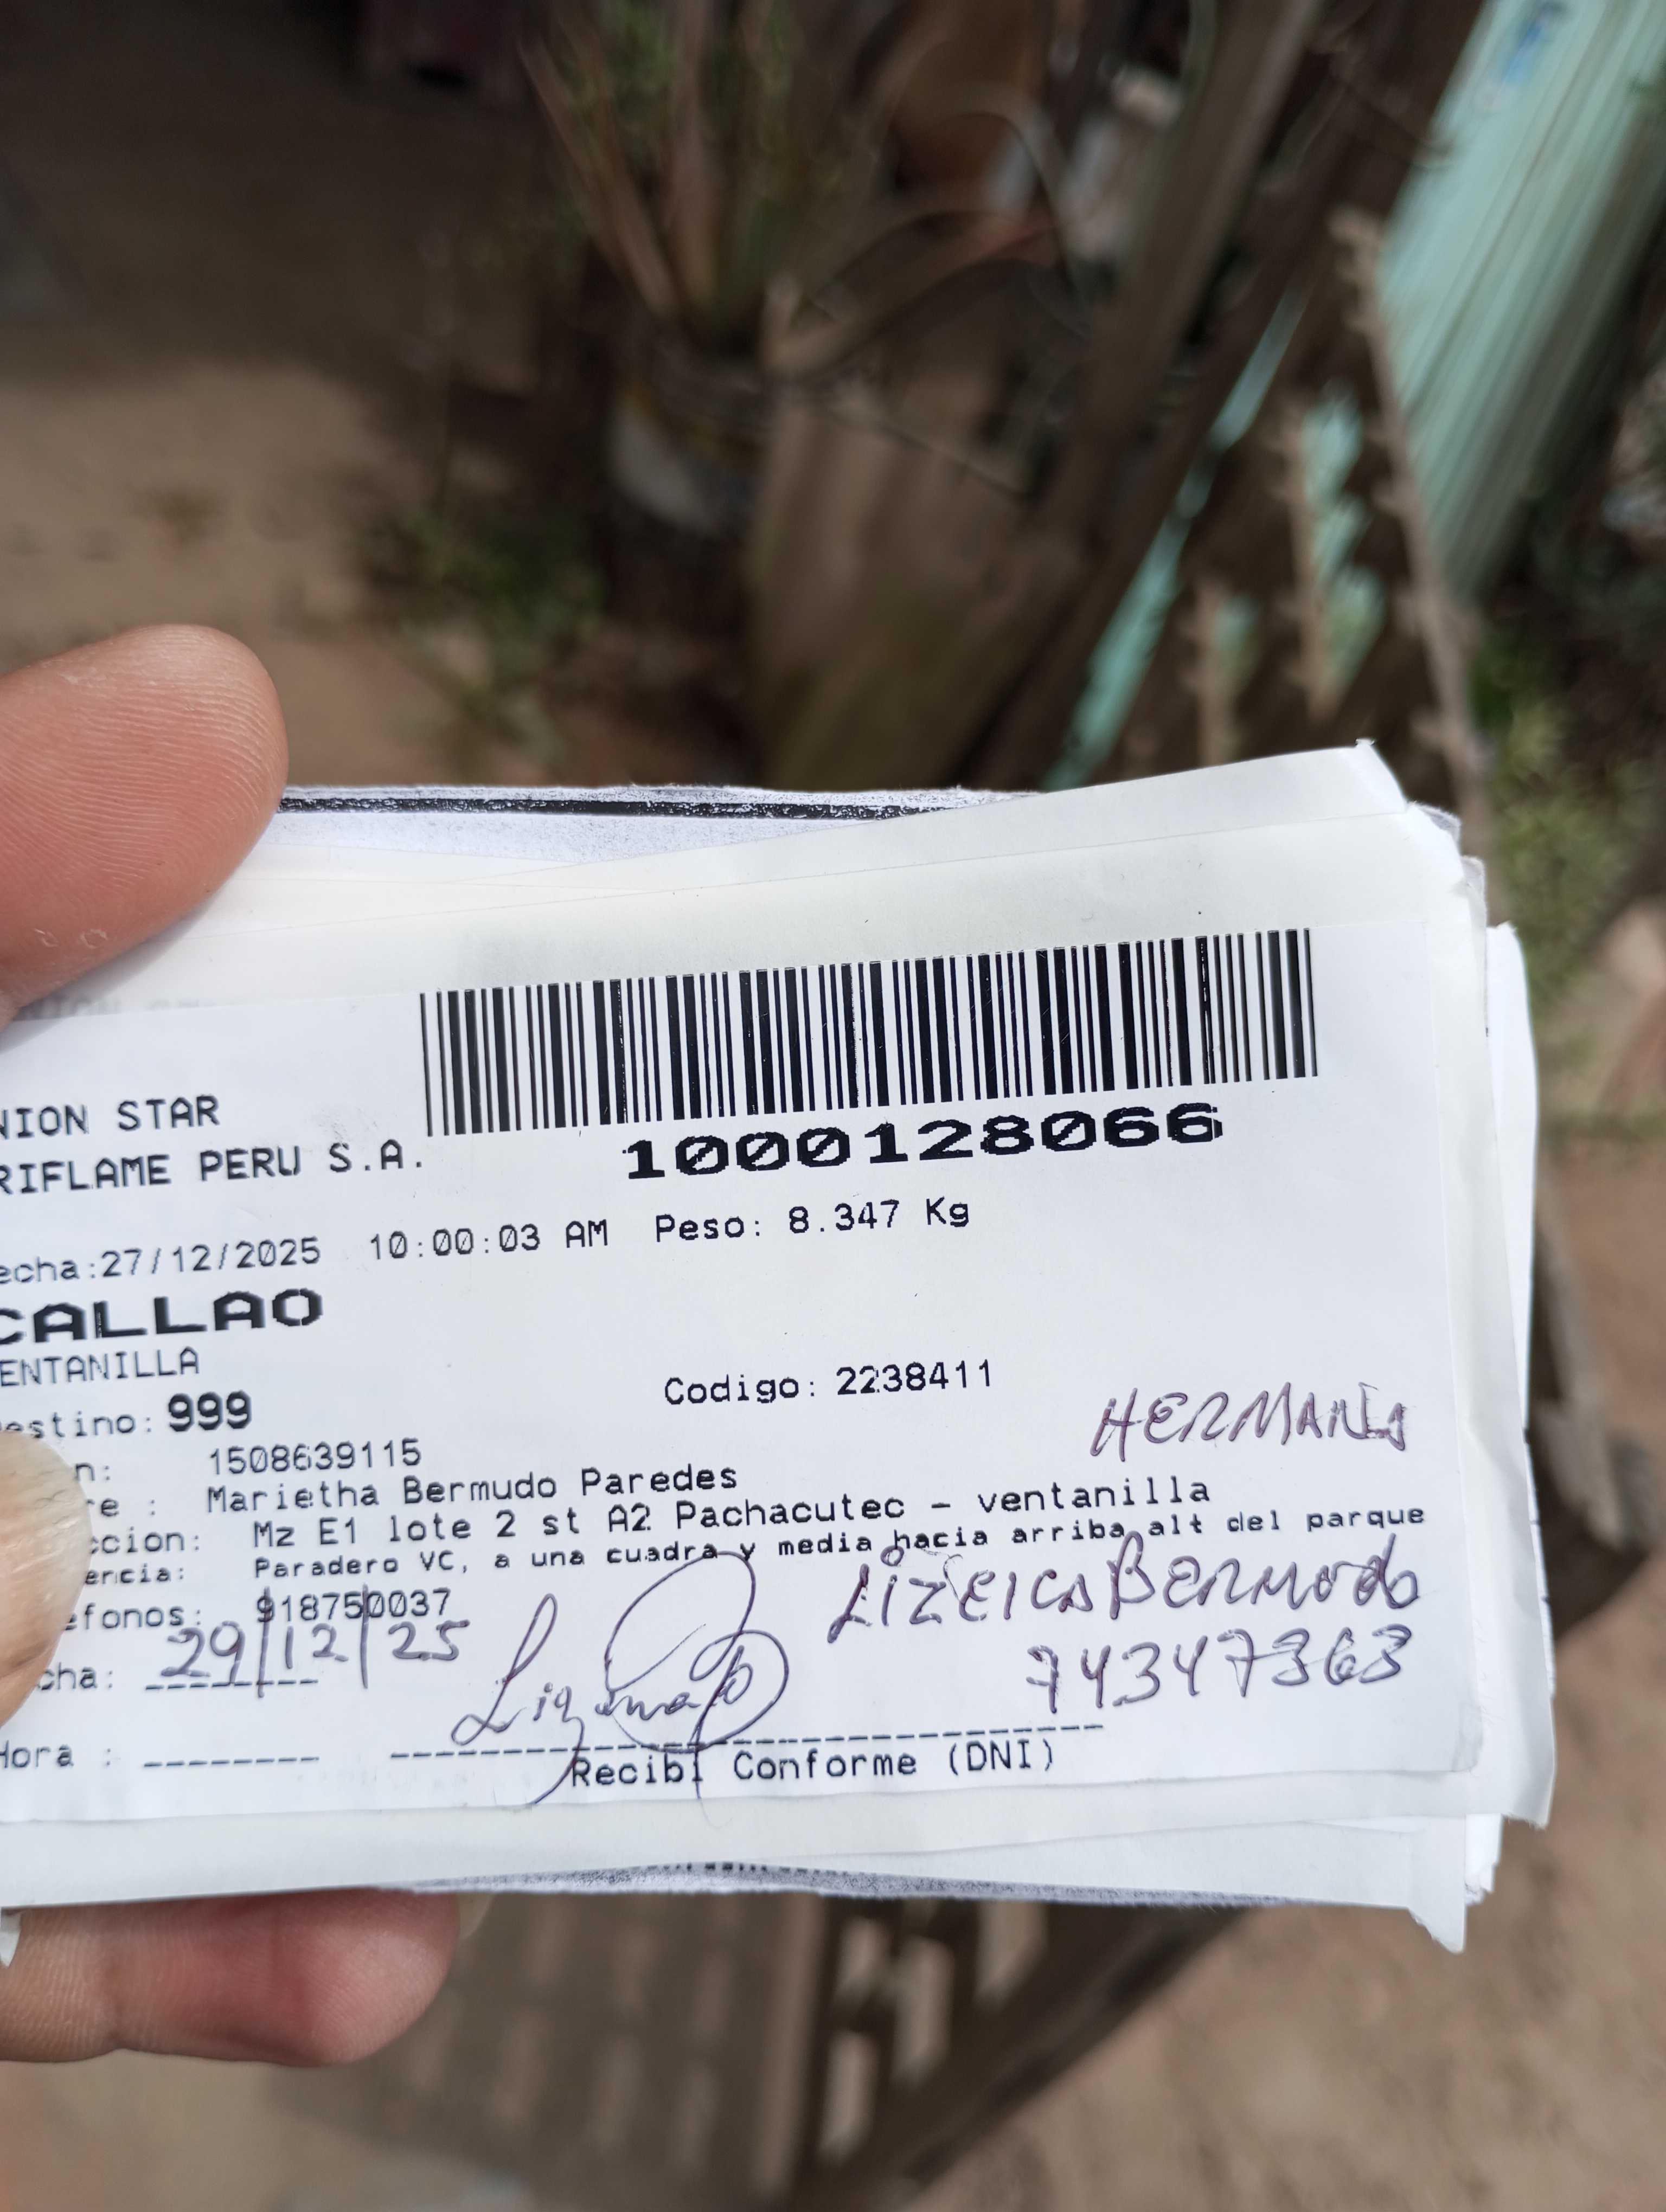 NION STAR
RIFLAME PERU S.A.
1000128066
echa:27/12/2025 10:00:03 AM Peso: 8.347 Kg
CALLAO
ENTANILLA
Codigo: 2238411
estino: 999
HERMANA
n: 1508639115
re : Marietha Bermudo Paredes
ccion: Mz E1 lote 2 st A2 Pachacutec - ventanilla
encia: Paradero VC, a una cuadra y media hacia arriba, alt del parque
efonos: 918750037
BERMUDO
74347363
cha: 29/12/25
Hora :
Recibí Conforme (DNI)